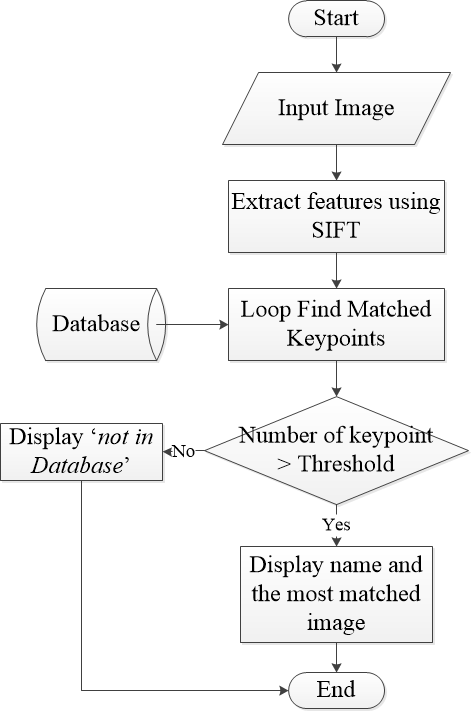 Start
Input Image
Extract features using
SIFT
Database
Loop Find Matched
Keypoints
Number of keypoint
> Threshold
No
Display ‘not in
Database’
Yes
Display name and
the most matched
image
End